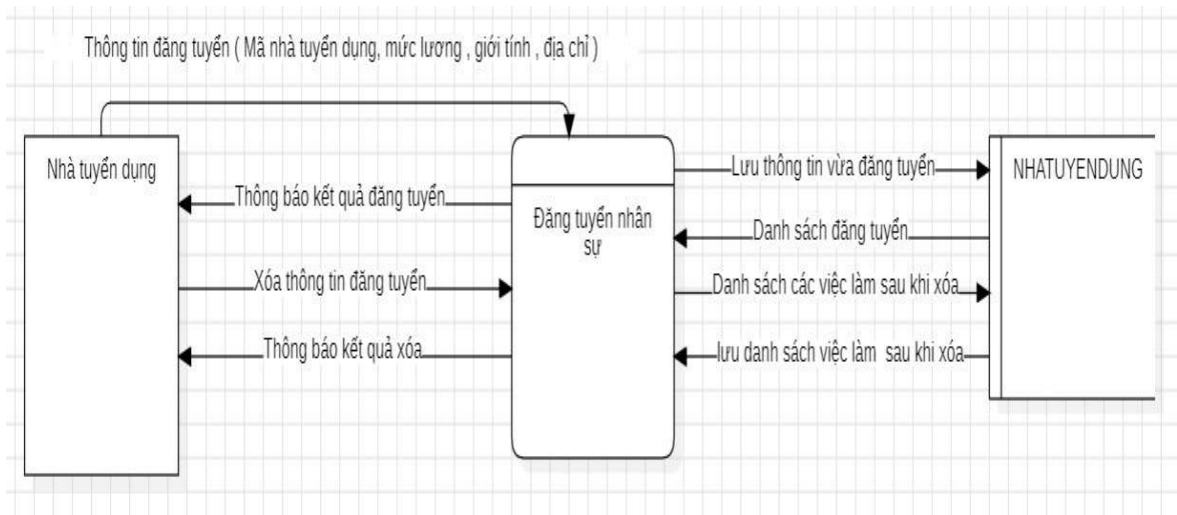 Thông tin đăng tuyển ( Mã nhà tuyển dụng, mức lương , giới tính , địa chỉ )
Nhà tuyển dụng
Thông báo kết quả đăng tuyển
Xóa thông tin đăng tuyển
Thông báo kết quả xóa
Đăng tuyển nhân
sự
Lưu thông tin vừa đăng tuyển
Danh sách đăng tuyển
Danh sách các việc làm sau khi xóa
lưu danh sách việc làm sau khi xóa
NHATUYENDUNG